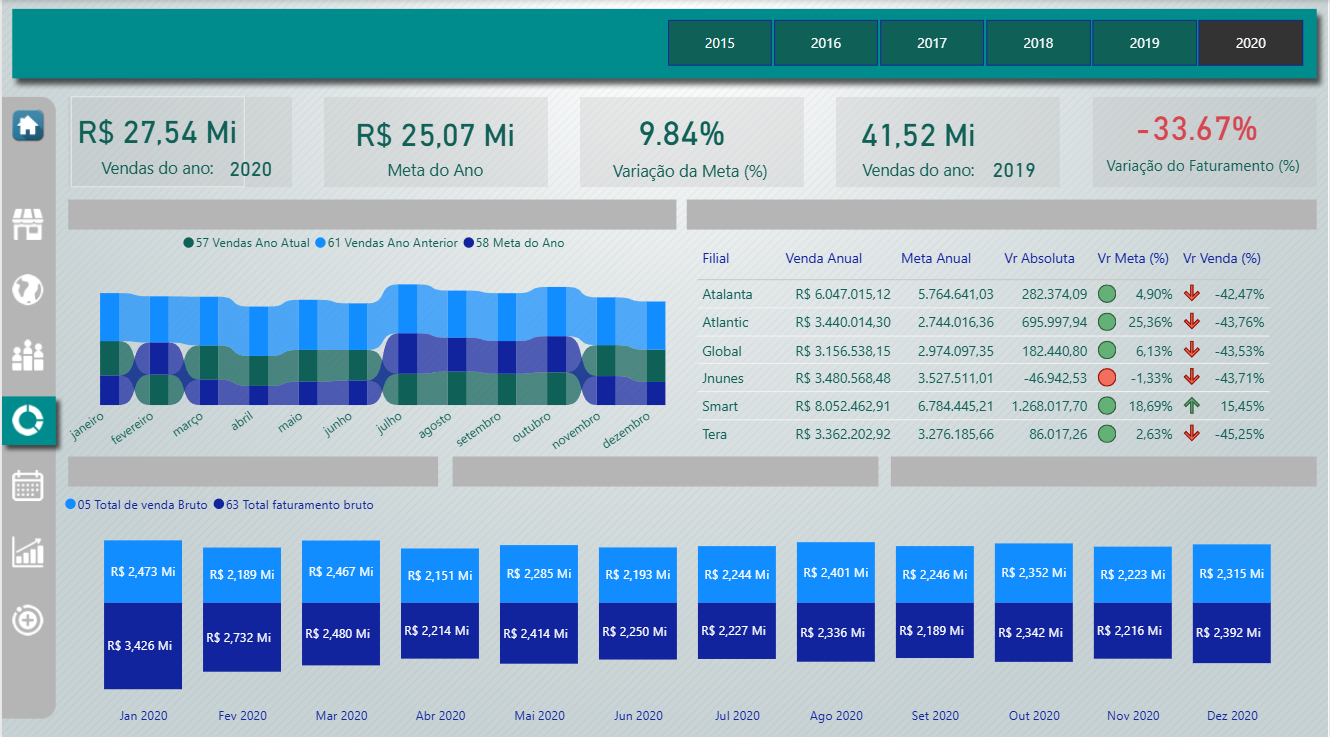 2015 2016 2017 2018 2019 2020
R$ 27,54 Mi
Vendas do ano: 2020
R$ 25,07 Mi
Meta do Ano
9.84%
Variação da Meta (%)
41,52 Mi
Vendas do ano: 2019
-33.67%
Variação do Faturamento (%)
57 Vendas Ano Atual 61 Vendas Ano Anterior 58 Meta do Ano
janeiro fevereiro março abril maio junho julho agosto setembro outubro novembro dezembro
Filial Venda Anual Meta Anual Vr Absoluta Vr Meta (%) Vr Venda (%)
Atalanta R$ 6.047.015,12 5.764.641,03 282.374,09 4,90% -42,47%
Atlantic R$ 3.440.014,30 2.744.016,36 695.997,94 25,36% -43,76%
Global R$ 3.156.538,15 2.974.097,35 182.440,80 6,13% -43,53%
Jnunes R$ 3.480.568,48 3.527.511,01 -46.942,53 -1,33% -43,71%
Smart R$ 8.052.462,91 6.784.445,21 1.268.017,70 18,69% 15,45%
Tera R$ 3.362.202,92 3.276.185,66 86.017,26 2,63% -45,25%
05 Total de venda Bruto 63 Total faturamento bruto
R$ 2,473 Mi R$ 2,189 Mi R$ 2,467 Mi R$ 2,151 Mi R$ 2,285 Mi R$ 2,193 Mi R$ 2,244 Mi R$ 2,401 Mi R$ 2,246 Mi R$ 2,352 Mi R$ 2,223 Mi R$ 2,315 Mi
R$ 3,426 Mi R$ 2,732 Mi R$ 2,480 Mi R$ 2,214 Mi R$ 2,414 Mi R$ 2,250 Mi R$ 2,227 Mi R$ 2,336 Mi R$ 2,189 Mi R$ 2,342 Mi R$ 2,216 Mi R$ 2,392 Mi
Jan 2020 Fev 2020 Mar 2020 Abr 2020 Mai 2020 Jun 2020 Jul 2020 Ago 2020 Set 2020 Out 2020 Nov 2020 Dez 2020